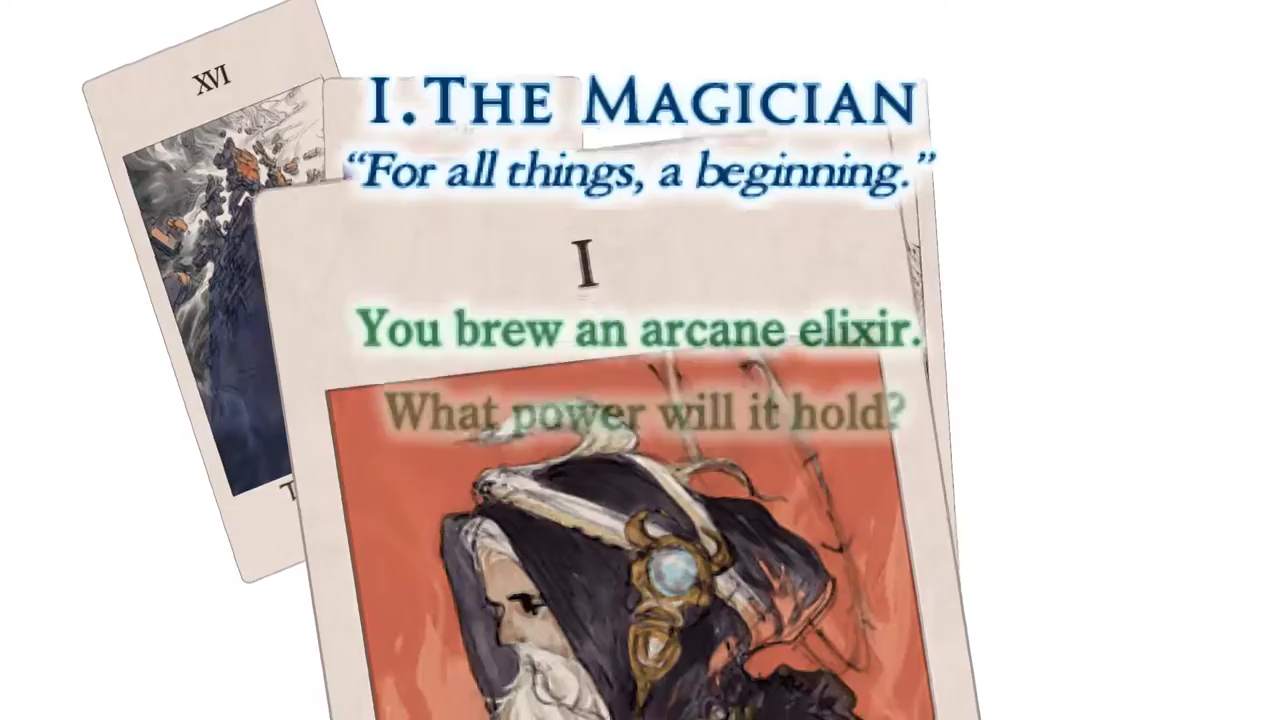 XVI
I. THE MAGICIAN
“For all things, a beginning.”
I
You brew an arcane elixir.
What power will it hold?
T